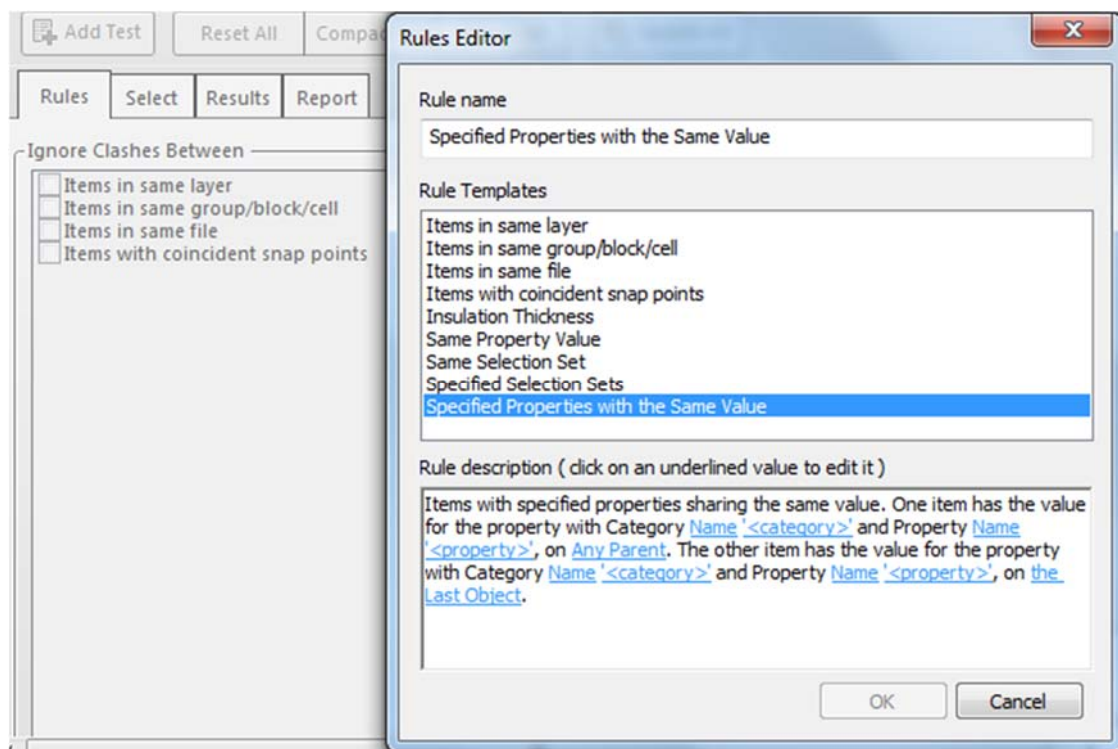 Add Test
Reset All
Compac
Rules
Select
Results
Report
Ignore Clashes Between
Items in same layer
Items in same group/block/cell
Items in same file
Items with coincident snap points
Rules Editor
Rule name
Specified Properties with the Same Value
Rule Templates
Items in same layer
Items in same group/block/cell
Items in same file
Items with coincident snap points
Insulation Thickness
Same Property Value
Same Selection Set
Specified Selection Sets
Specified Properties with the Same Value
Rule description ( click on an underlined value to edit it )
Items with specified properties sharing the same value. One item has the value
for the property with Category Name '<category>' and Property Name
'<property>', on Any Parent. The other item has the value for the property
with Category Name '<category>' and Property Name '<property>', on the
Last Object.
OK
Cancel